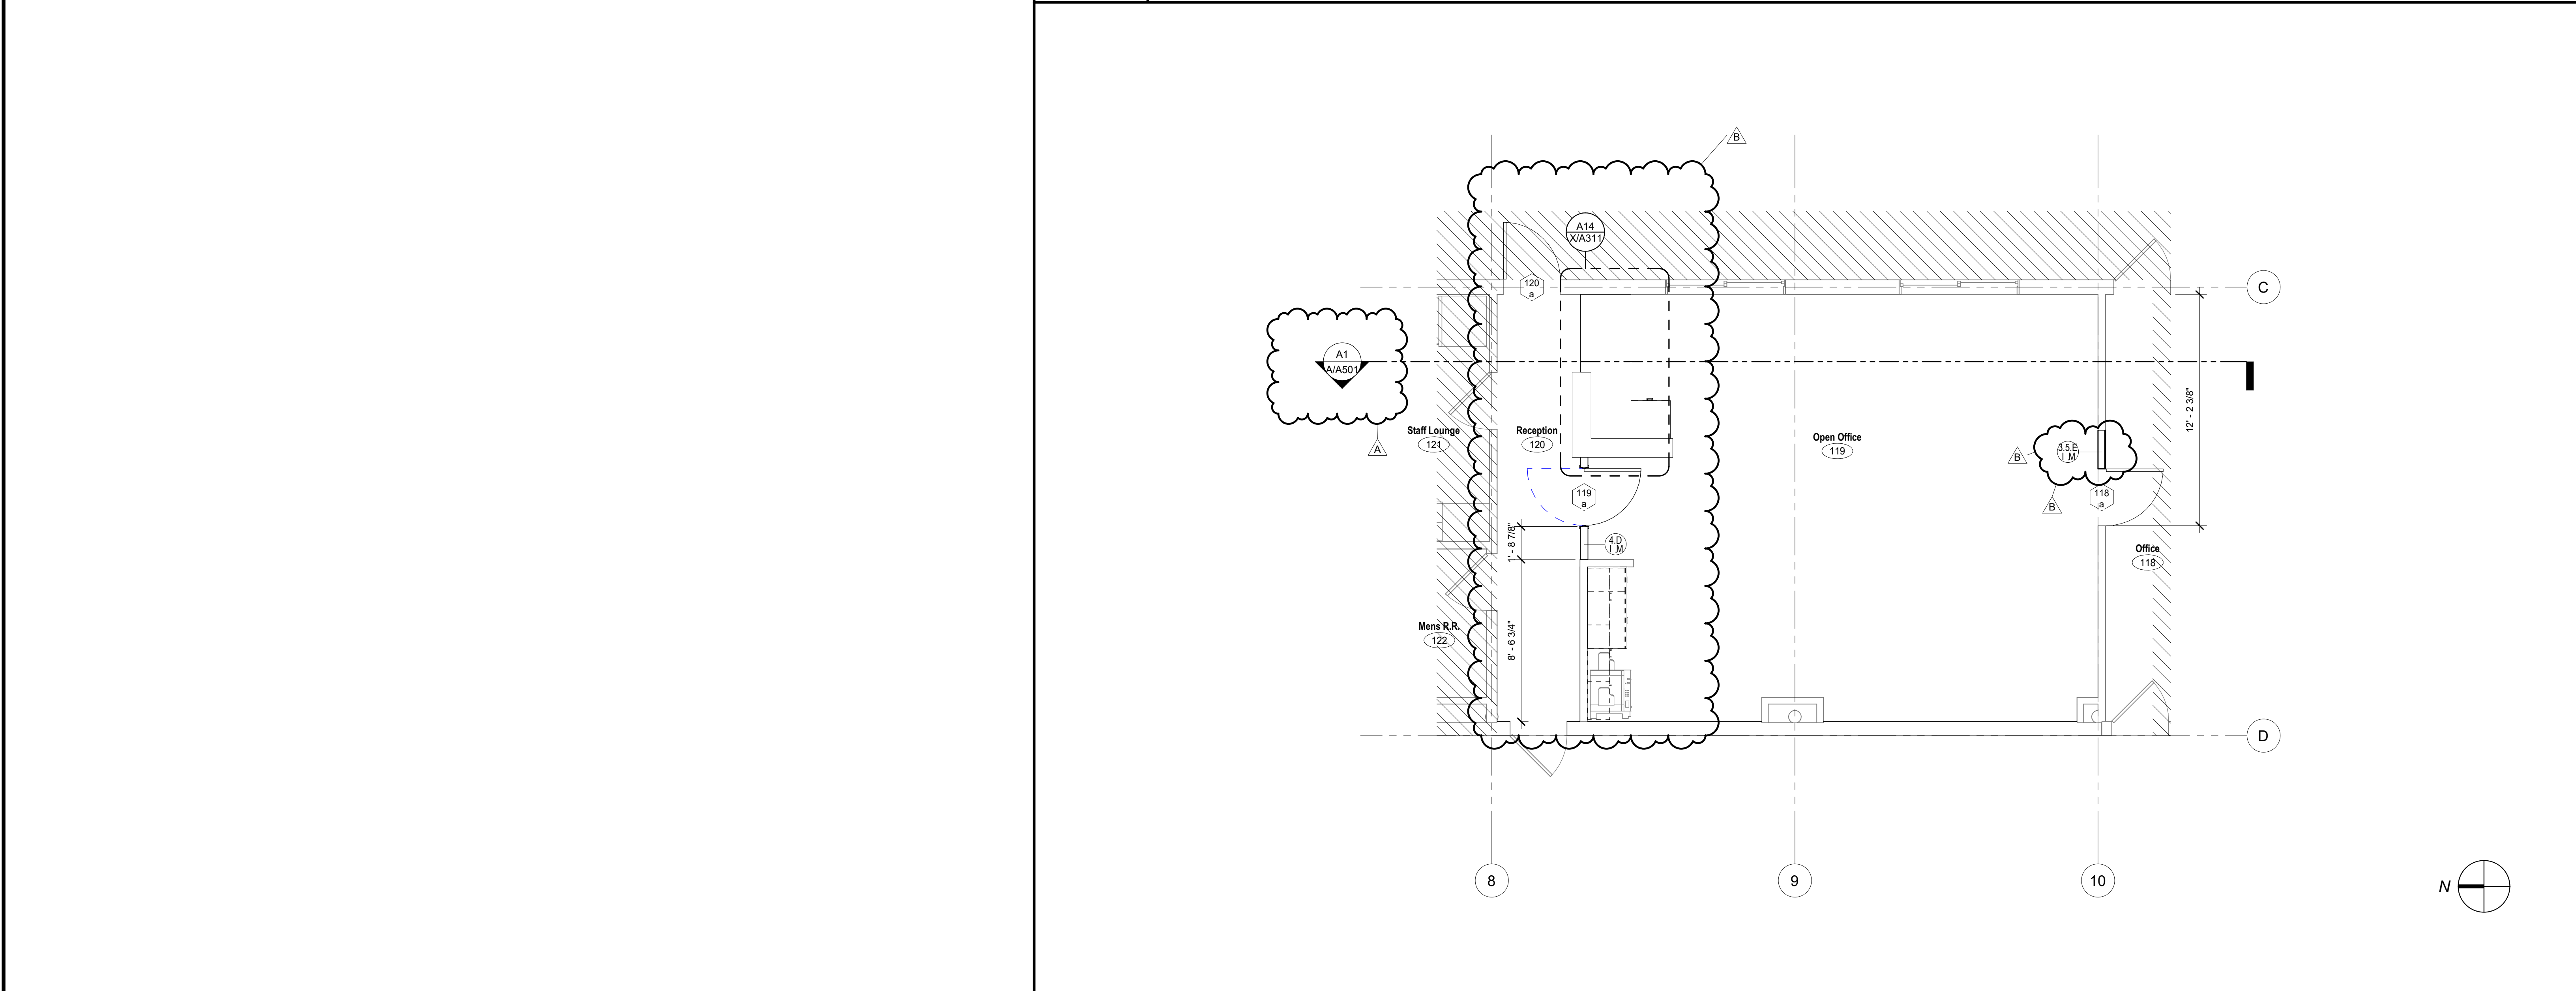 B
A14
X/A311
120
a
C
A1
A/A501
12' - 2 3/8"
Staff Lounge
121
Reception
120
Open Office
119
A
B
3.5.E
I M
119
a
118
a
B
1' - 8 7/8"
4.D
I M
Office
118
8' - 6 3/4"
Mens R.R.
122
D
8
9
10
N